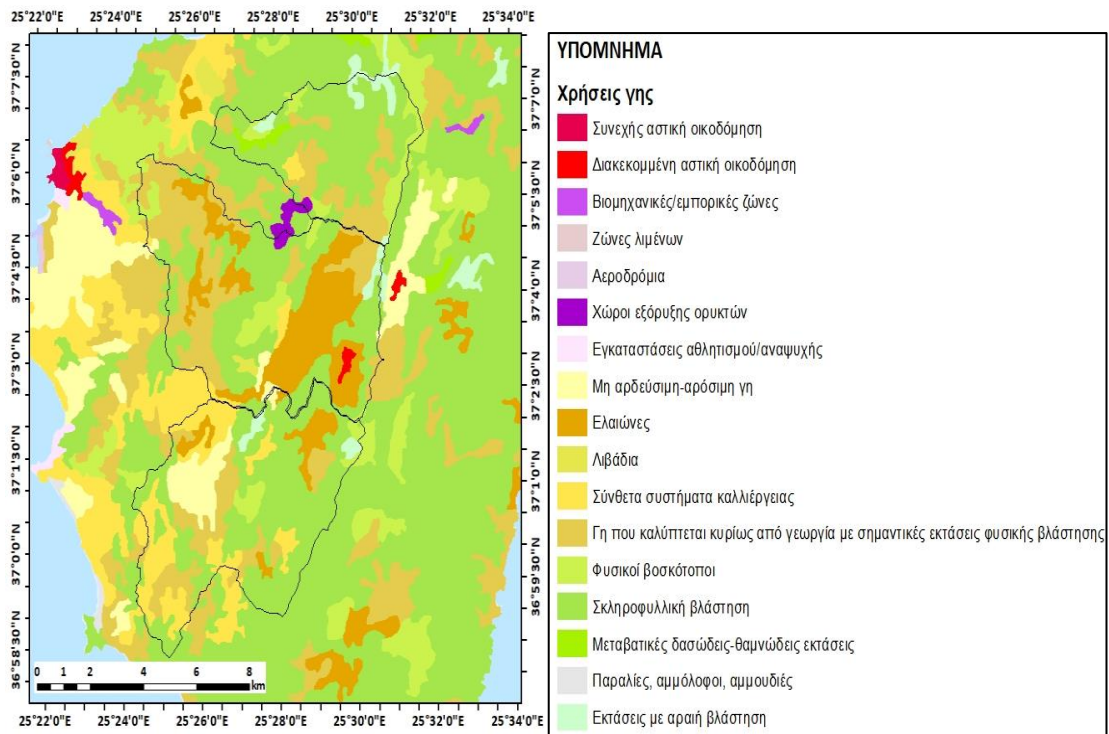 25°22'0"E 25°24'0"E 25°26'0"E 25°28'0"E 25°30'0"E 25°32'0"E 25°34'0"E
37°7'30"N
37°6'0"N
37°4'30"N
37°3'0"N
37°1'30"N
37°0'0"N
36°58'30"N
37°7'0"N
37°5'30"N
37°4'0"N
37°2'30"N
37°1'0"N
36°59'30"N
0 1 2 4 6 8
km
25°22'0"E 25°24'0"E 25°26'0"E 25°28'0"E 25°30'0"E 25°32'0"E 25°34'0"E
ΥΠΟΜΝΗΜΑ
Χρήσεις γης
Συνεχής αστική οικοδόμηση
Διακεκομμένη αστική οικοδόμηση
Βιομηχανικές/εμπορικές ζώνες
Ζώνες λιμένων
Αεροδρόμια
Χώροι εξόρυξης ορυκτών
Εγκαταστάσεις αθλητισμού/αναψυχής
Μη αρδεύσιμη-αρόσιμη γη
Ελαιώνες
Λιβάδια
Σύνθετα συστήματα καλλιέργειας
Γη που καλύπτεται κυρίως από γεωργία με σημαντικές εκτάσεις φυσικής βλάστησης
Φυσικοί βοσκότοποι
Σκληροφυλλική βλάστηση
Μεταβατικές δασώδεις-θαμνώδεις εκτάσεις
Παραλίες, αμμόλοφοι, αμμουδιές
Εκτάσεις με αραιή βλάστηση